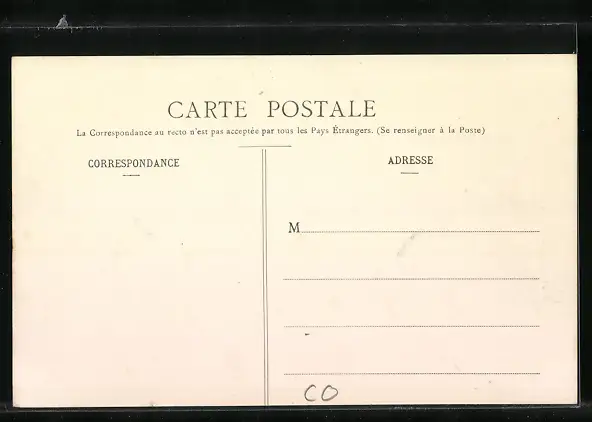 CARTE POSTALE
La Correspondance au recto n'est pas acceptée par tous les Pays Étrangers. (Se renseigner à la Poste)
CORRESPONDANCE
ADRESSE
M
CO